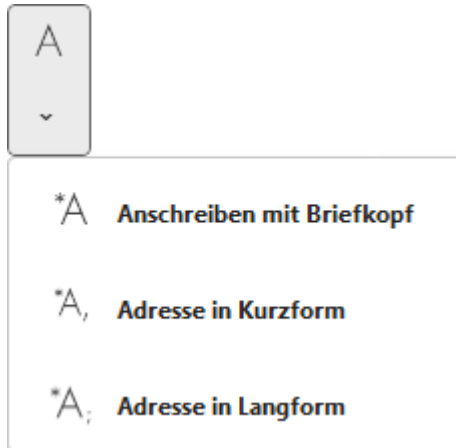 A
*A Anschreiben mit Briefkopf
*A, Adresse in Kurzform
*A; Adresse in Langform